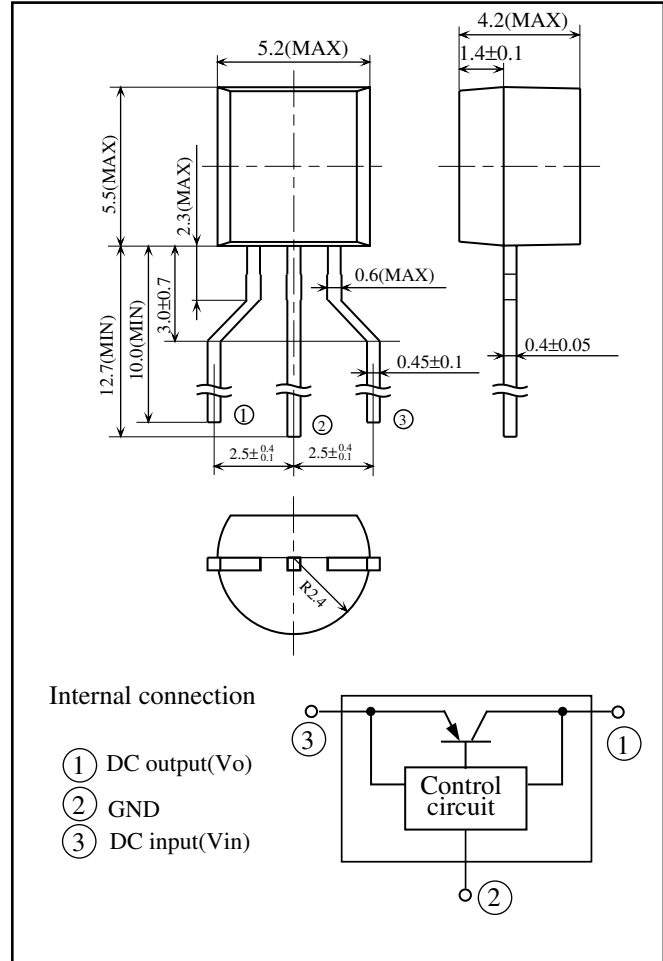 4.2(MAX)
5.2(MAX)
1.4±0.1
5.5(MAX)
2.3(MAX)
12.7(MIN)
10.0(MIN)
3.0±0.7
0.6(MAX)
0.45±0.1
0.4±0.05
① ② ③
2.5±0.4 0.1 2.5±0.4 0.1
R2.4
Internal connection
① DC output(Vo)
② GND
③ DC input(Vin)
③ ①
Control
circuit
②